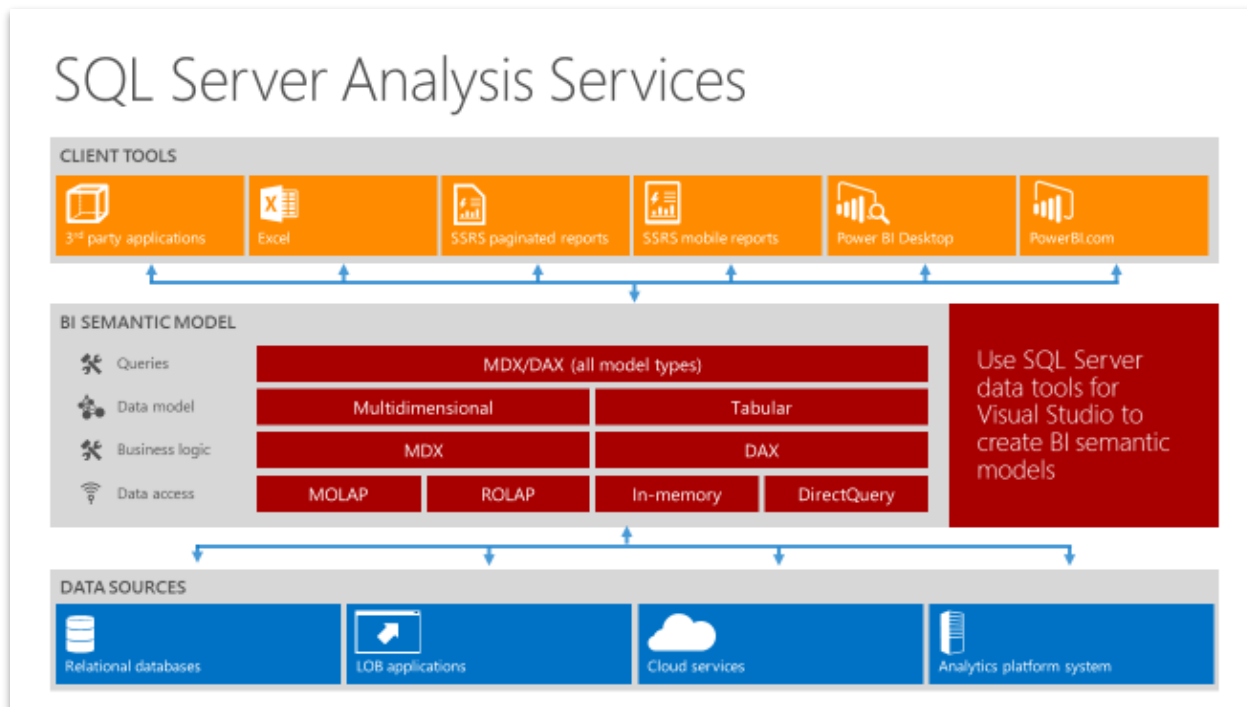 SQL Server Analysis Services
CLIENT TOOLS
3rd party applications
Excel
SSRS paginated reports
SSRS mobile reports
Power BI Desktop
PowerBI.com
BI SEMANTIC MODEL
Queries
MDX/DAX (all model types)
Data model
Multidimensional
Tabular
Business logic
MDX
DAX
Data access
MOLAP
ROLAP
In-memory
DirectQuery
Use SQL Server
data tools for
Visual Studio to
create BI semantic
models
DATA SOURCES
Relational databases
LOB applications
Cloud services
Analytics platform system